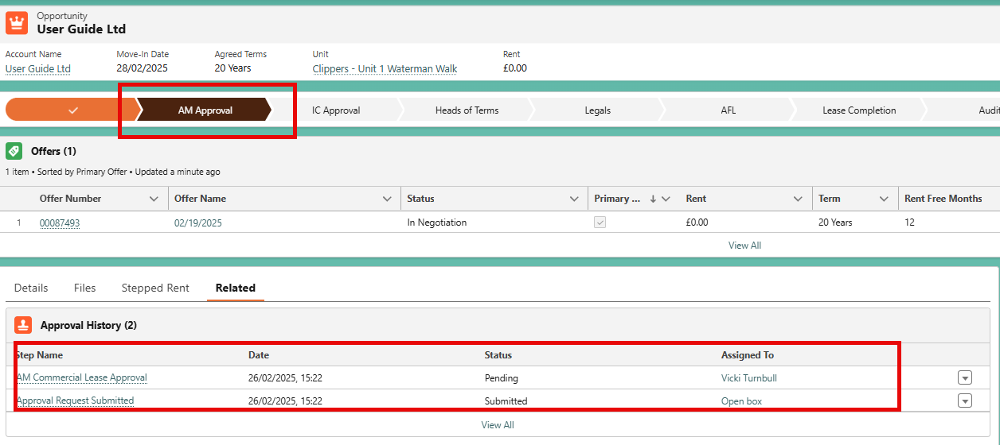 Opportunity
User Guide Ltd
Account Name Move-In Date Agreed Terms Unit Rent
User Guide Ltd 28/02/2025 20 Years Clippers - Unit 1 Waterman Walk £0.00
AM Approval IC Approval Heads of Terms Legals AFL Lease Completion Audit
Offers (1)
1 item • Sorted by Primary Offer • Updated a minute ago
Offer Number Offer Name Status Primary ... Rent Term Rent Free Months
1 00087493 02/19/2025 In Negotiation £0.00 20 Years 12
View All
Details Files Stepped Rent Related
Approval History (2)
Step Name Date Status Assigned To
AM Commercial Lease Approval 26/02/2025, 15:22 Pending Vicki Turnbull
Approval Request Submitted 26/02/2025, 15:22 Submitted Open box
View All